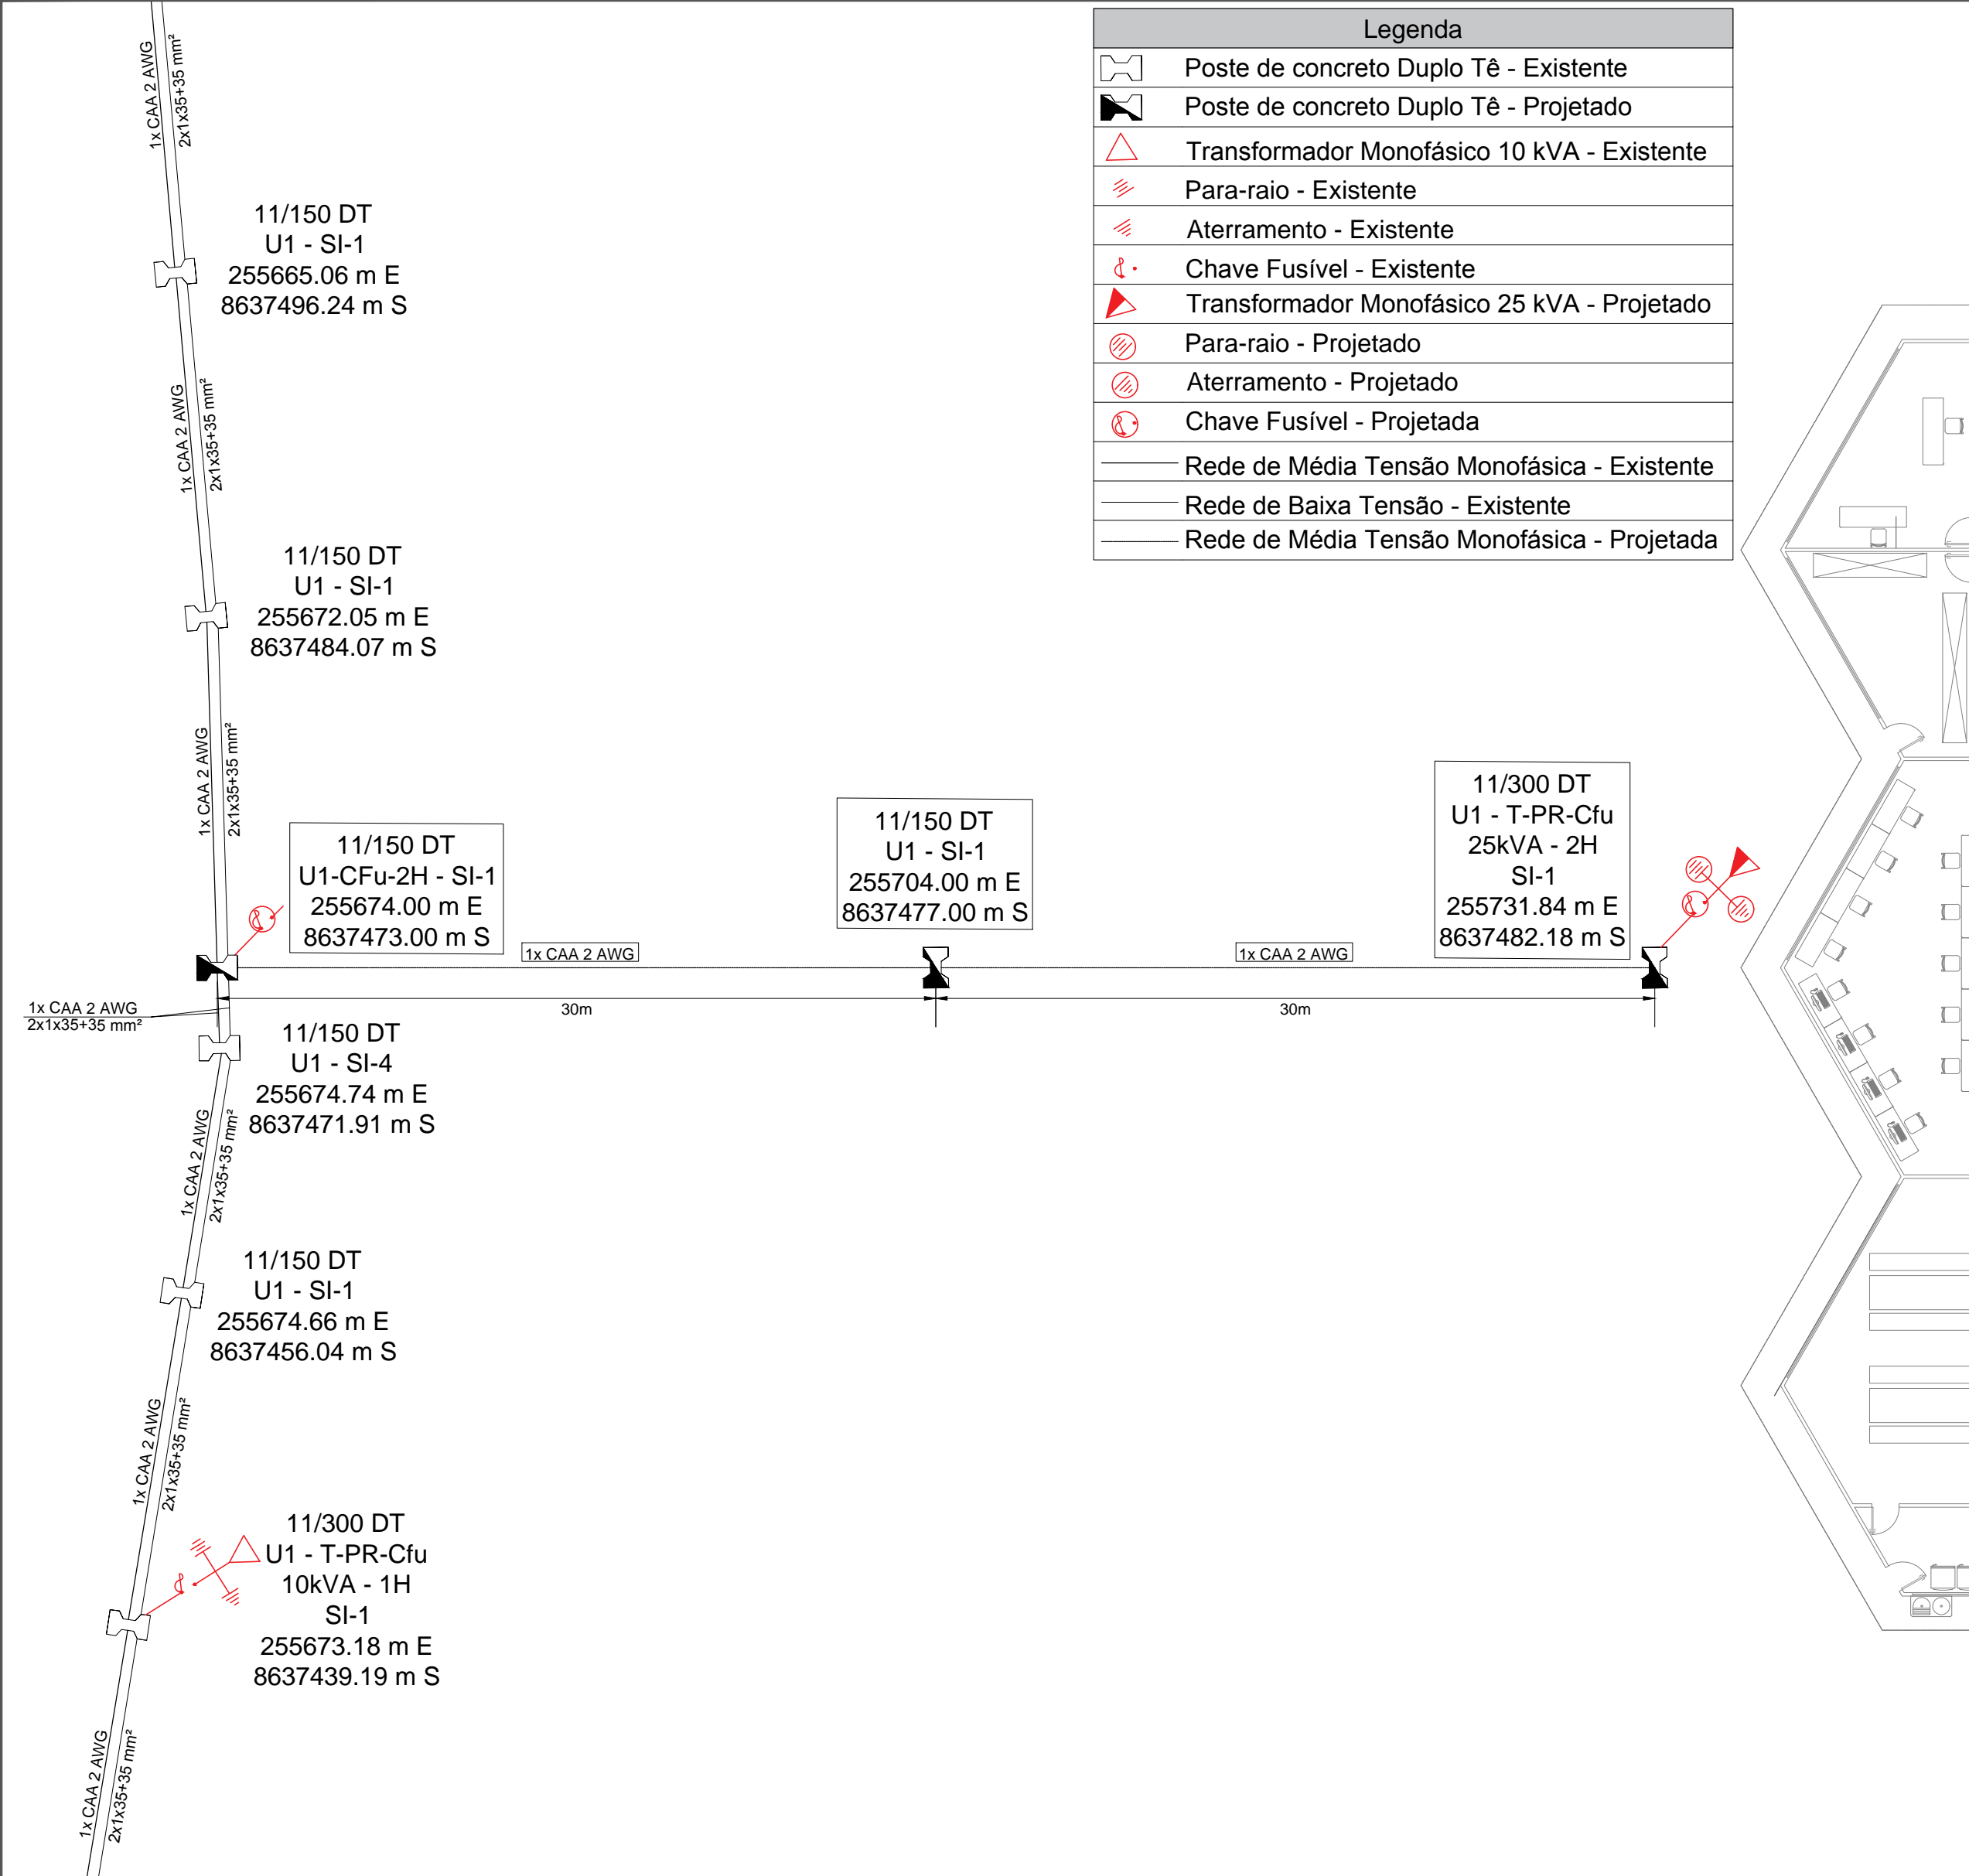 Legenda
Poste de concreto Duplo Tê - Existente
Poste de concreto Duplo Tê - Projetado
Transformador Monofásico 10 kVA - Existente
Para-raio - Existente
Aterramento - Existente
Chave Fusível - Existente
Transformador Monofásico 25 kVA - Projetado
Para-raio - Projetado
Aterramento - Projetado
Chave Fusível - Projetada
Rede de Média Tensão Monofásica - Existente
Rede de Baixa Tensão - Existente
Rede de Média Tensão Monofásica - Projetada
1x CAA 2 AWG
2x1x35+35 mm²
11/150 DT
U1 - SI-1
255665.06 m E
8637496.24 m S
1x CAA 2 AWG
2x1x35+35 mm²
11/150 DT
U1 - SI-1
255672.05 m E
8637484.07 m S
1x CAA 2 AWG
2x1x35+35 mm²
11/150 DT
U1-CFu-2H - SI-1
255674.00 m E
8637473.00 m S
1x CAA 2 AWG
11/150 DT
U1 - SI-1
255704.00 m E
8637477.00 m S
1x CAA 2 AWG
11/300 DT
U1 - T-PR-Cfu
25kVA - 2H
SI-1
255731.84 m E
8637482.18 m S
30m
30m
1x CAA 2 AWG
2x1x35+35 mm²
11/150 DT
U1 - SI-4
255674.74 m E
8637471.91 m S
1x CAA 2 AWG
2x1x35+35 mm²
11/150 DT
U1 - SI-1
255674.66 m E
8637456.04 m S
1x CAA 2 AWG
2x1x35+35 mm²
11/300 DT
U1 - T-PR-Cfu
10kVA - 1H
SI-1
255673.18 m E
8637439.19 m S
1x CAA 2 AWG
2x1x35+35 mm²